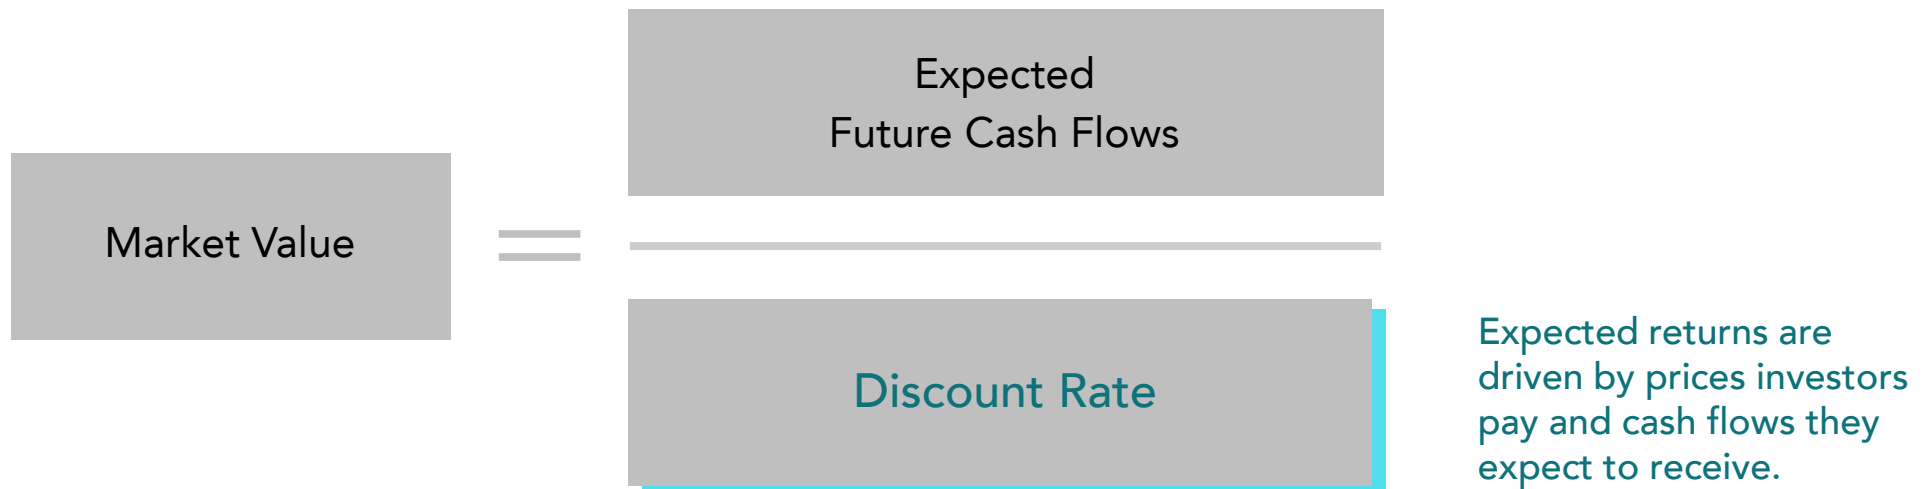 Expected
Future Cash Flows
Market Value
=
Discount Rate
Expected returns are
driven by prices investors
pay and cash flows they
expect to receive.